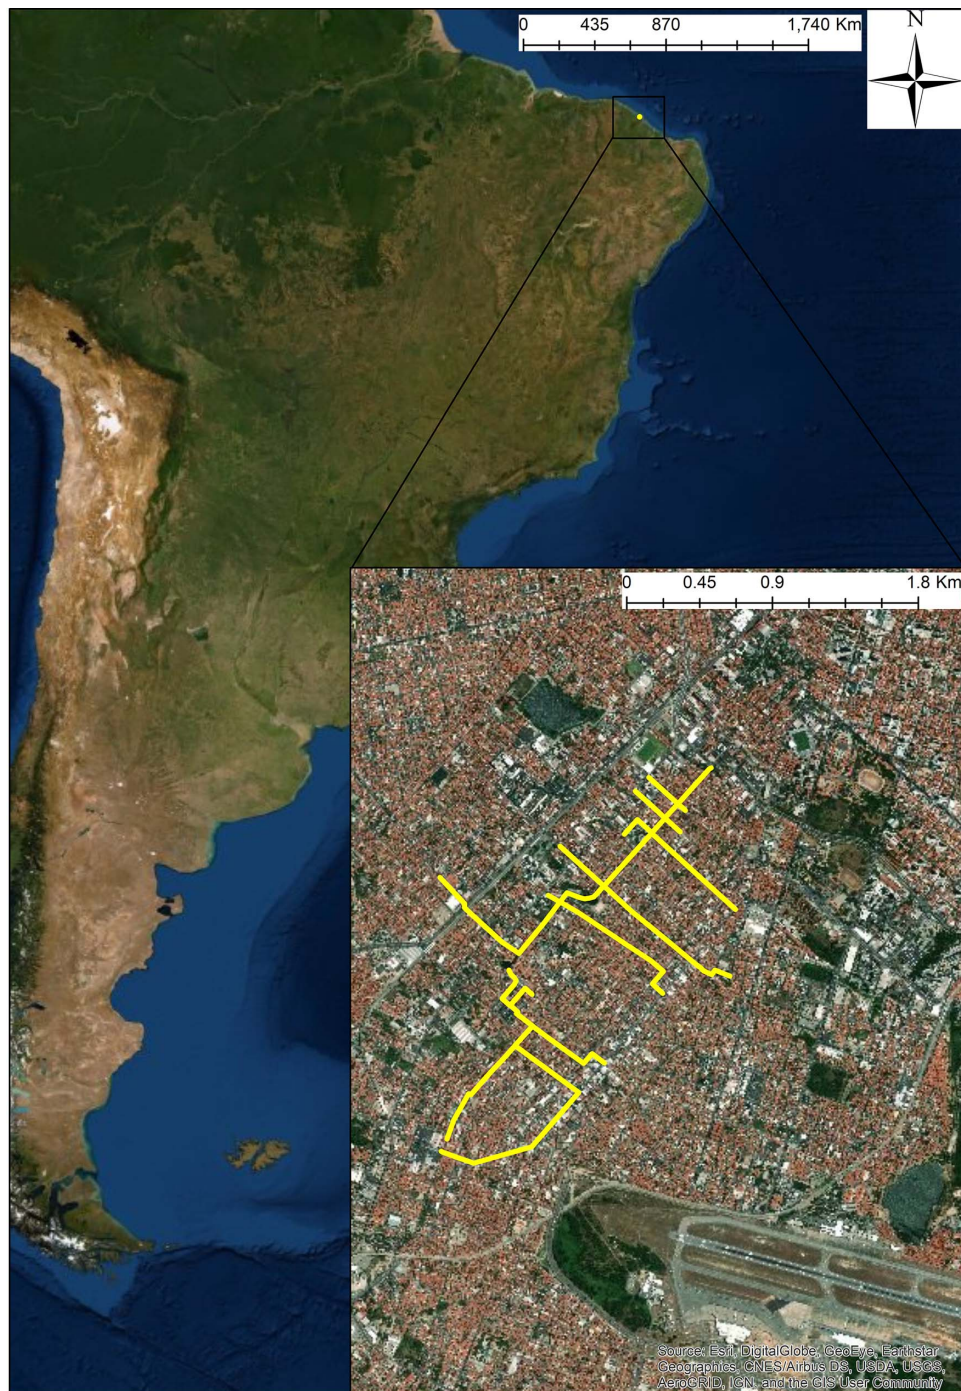 0 435 870 1,740 Km
N
0 0.45 0.9 1.8 Km
Source: Esri, DigitalGlobe, GeoEye, Earthstar
Geographics, CNES/Airbus DS, USDA, USGS,
AeroGRID, IGN, and the GIS User Community